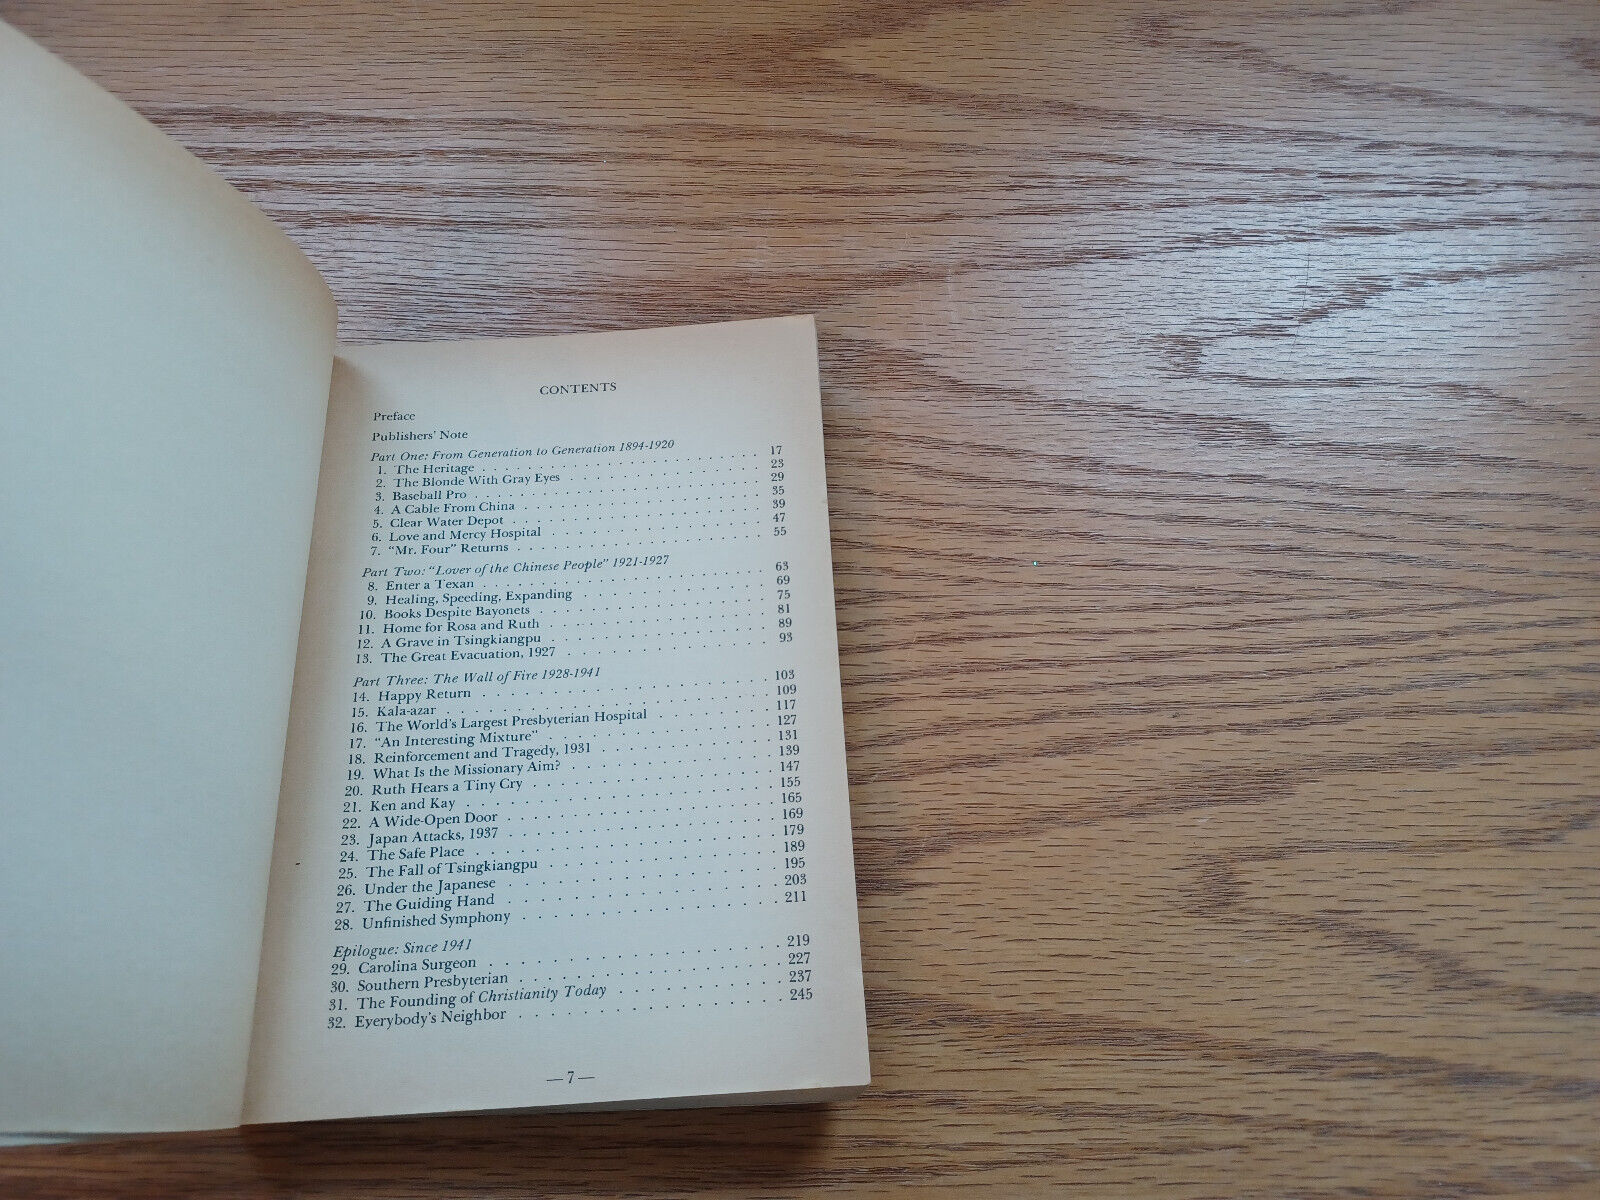 CONTENTS
Preface
Publishers' Note
Part One: From Generation to Generation 1894-1920
1. The Heritage . . . . . . . . . . . . . . . . . . . . 17
2. The Blonde With Gray Eyes . . . . . . . . . . . . . . 23
3. Baseball Pro . . . . . . . . . . . . . . . . . . . . 29
4. A Cable From China . . . . . . . . . . . . . . . . . 35
5. Clear Water Depot . . . . . . . . . . . . . . . . . . 39
6. Love and Mercy Hospital . . . . . . . . . . . . . . . 47
7. "Mr. Four" Returns . . . . . . . . . . . . . . . . . 55
Part Two: "Lover of the Chinese People" 1921-1927
8. Enter a Texan . . . . . . . . . . . . . . . . . . . . 63
9. Healing, Speeding, Expanding . . . . . . . . . . . . . 69
10. Books Despite Bayonets . . . . . . . . . . . . . . . 75
11. Home for Rosa and Ruth . . . . . . . . . . . . . . . 81
12. A Grave in Tsingkiangpu . . . . . . . . . . . . . . . 89
13. The Great Evacuation, 1927 . . . . . . . . . . . . . 93
Part Three: The Wall of Fire 1928-1941
14. Happy Return . . . . . . . . . . . . . . . . . . . . 103
15. Kala-azar . . . . . . . . . . . . . . . . . . . . . 109
16. The World's Largest Presbyterian Hospital . . . . . . . 117
17. "An Interesting Mixture" . . . . . . . . . . . . . . 127
18. Reinforcement and Tragedy, 1931 . . . . . . . . . . . 131
19. What Is the Missionary Aim? . . . . . . . . . . . . . 139
20. Ruth Hears a Tiny Cry . . . . . . . . . . . . . . . . 147
21. Ken and Kay . . . . . . . . . . . . . . . . . . . . 155
22. A Wide-Open Door . . . . . . . . . . . . . . . . . . 165
23. Japan Attacks, 1937 . . . . . . . . . . . . . . . . . 169
24. The Safe Place . . . . . . . . . . . . . . . . . . . 179
25. The Fall of Tsingkiangpu . . . . . . . . . . . . . . 189
26. Under the Japanese . . . . . . . . . . . . . . . . . 195
27. The Guiding Hand . . . . . . . . . . . . . . . . . . 203
28. Unfinished Symphony . . . . . . . . . . . . . . . . . 211
Epilogue: Since 1941
29. Carolina Surgeon . . . . . . . . . . . . . . . . . . 219
30. Southern Presbyterian . . . . . . . . . . . . . . . . 227
31. The Founding of Christianity Today . . . . . . . . . . 237
32. Everybody's Neighbor . . . . . . . . . . . . . . . . 245
—7—